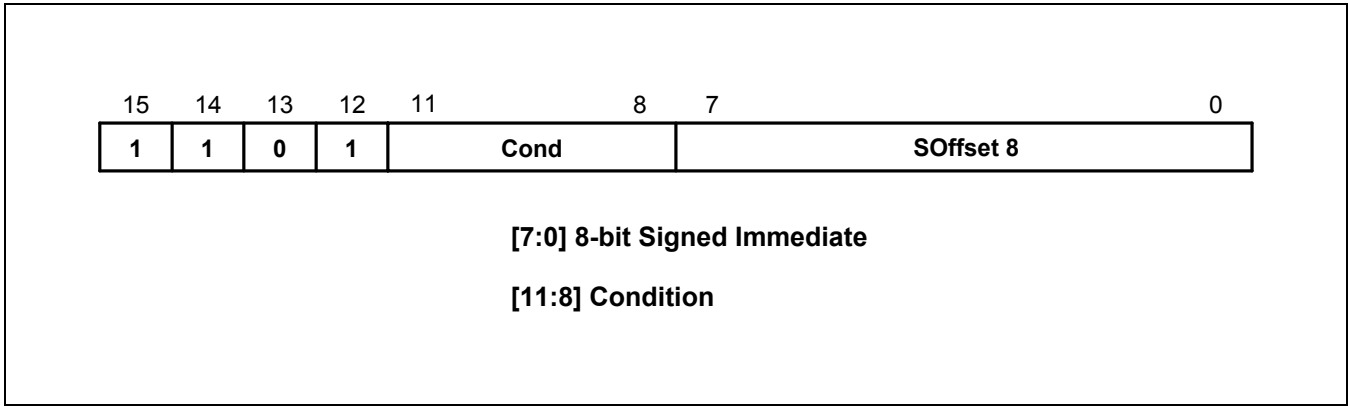 15 14 13 12 11 8 7 0
1 1 0 1 Cond SOffset 8
[7:0] 8-bit Signed Immediate
[11:8] Condition